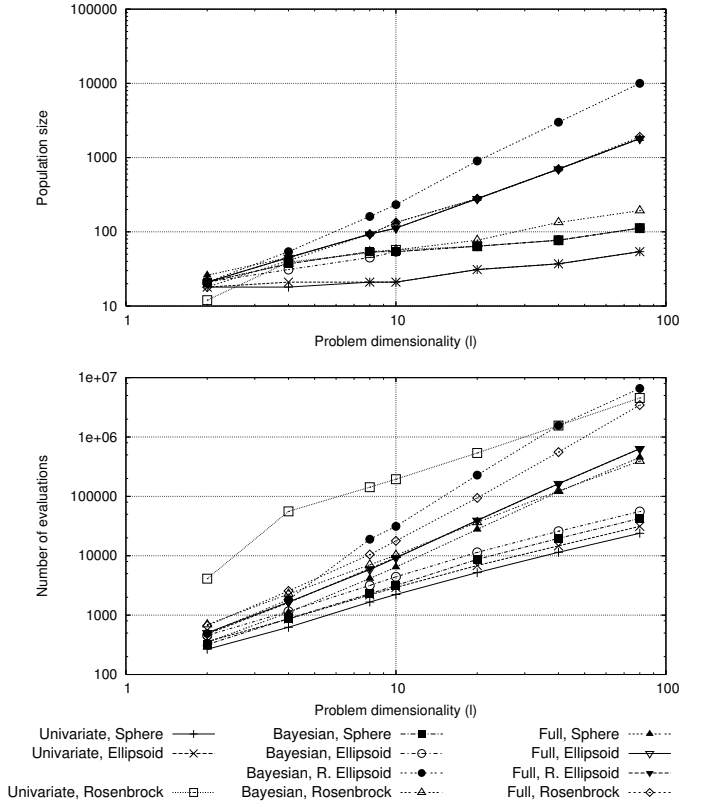 100000
10000
1000
100
10
Population size
1
10
100
Problem dimensionality (l)
1e+07
1e+06
100000
10000
1000
100
Number of evaluations
1
10
100
Problem dimensionality (l)
Univariate, Sphere
Univariate, Ellipsoid
Univariate, Rosenbrock
Bayesian, Sphere
Bayesian, Ellipsoid
Bayesian, R. Ellipsoid
Bayesian, Rosenbrock
Full, Sphere
Full, Ellipsoid
Full, R. Ellipsoid
Full, Rosenbrock